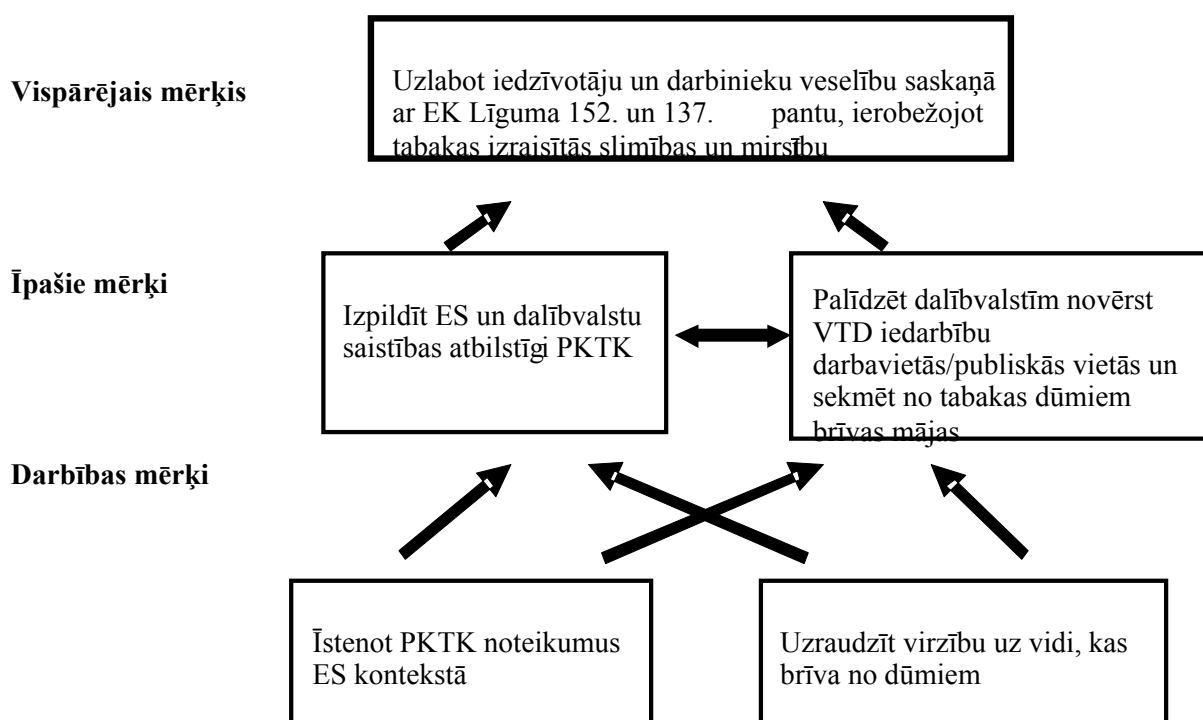 Vispārējais mērķis
Uzlabot iedzīvotāju un darbinieku veselību saskaņā
ar EK Līguma 152. un 137. pantu, ierobežojot
tabakas izraisītās slimības un mirsību
Īpašie mērķi
Izpildīt ES un dalībvalstu
saistības atbilstīgi PKTK
Palīdzēt dalībvalstīm novērst
VTD iedarbību
darbavietās/publiskās vietās un
sekmēt no tabakas dūmiem
brīvas mājas
Darbības mērķi
Īstenot PKTK noteikumus
ES kontekstā
Uzraudzīt virzību uz vidi, kas
brīva no dūmiem